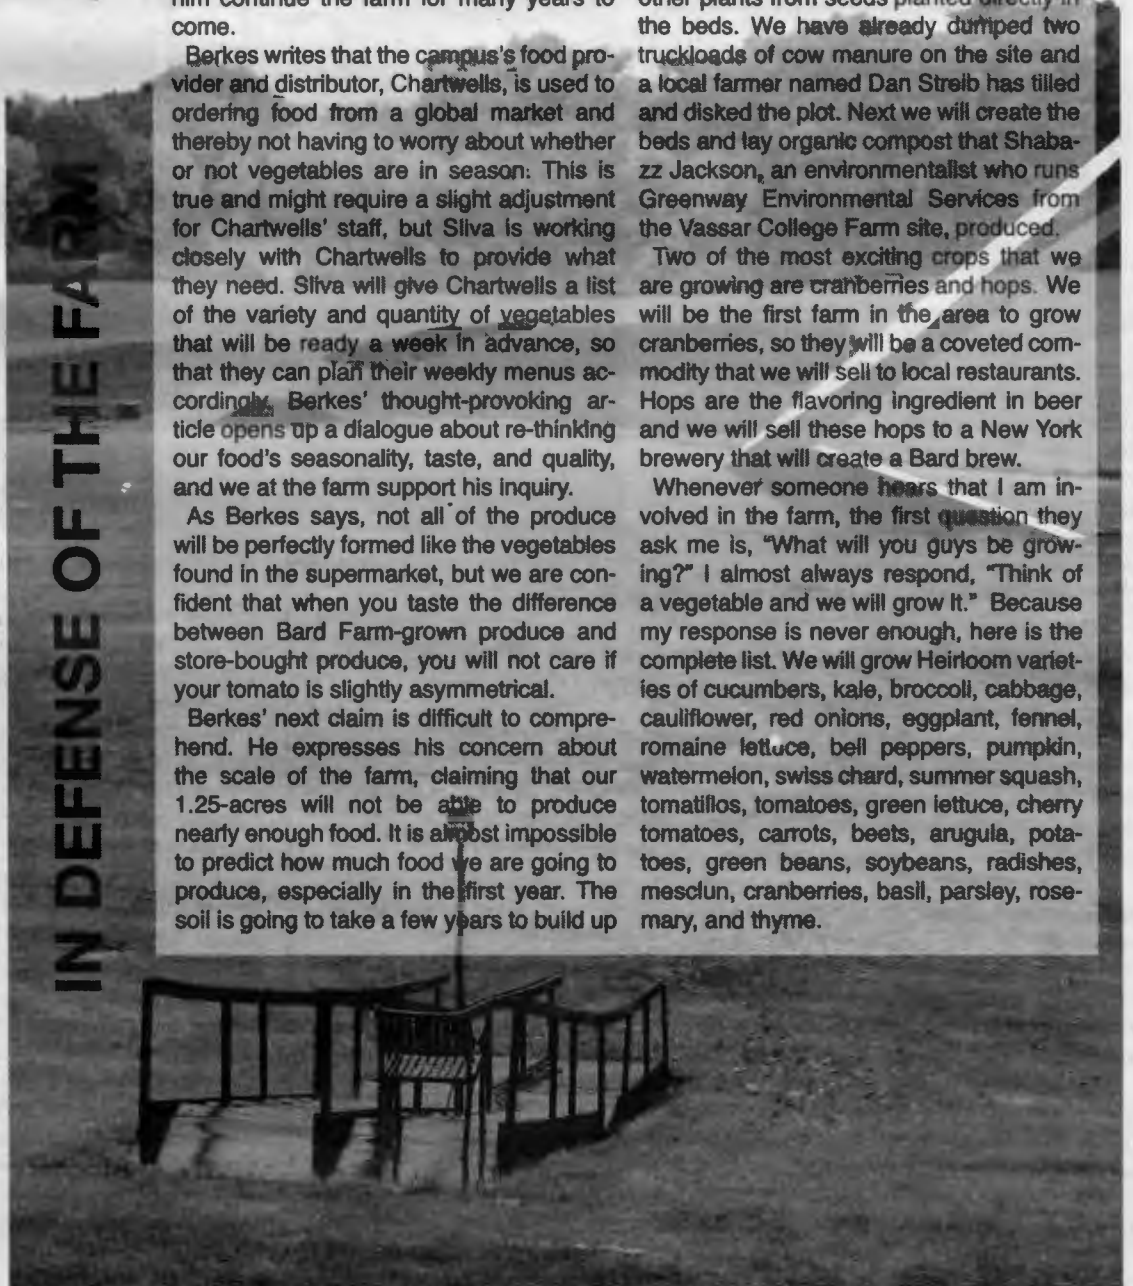 IN DEFENSE OF THE FARM
him continue the farm for many years to
come.
Berkes writes that the campus's food pro-
vider and distributor, Chartwells, is used to
ordering food from a global market and
thereby not having to worry about whether
or not vegetables are in season. This is
true and might require a slight adjustment
for Chartwells' staff, but Silva is working
closely with Chartwells to provide what
they need. Silva will give Chartwells a list
of the variety and quantity of vegetables
that will be ready a week in advance, so
that they can plan their weekly menus ac-
cordingly. Berkes' thought-provoking ar-
ticle opens up a dialogue about re-thinking
our food's seasonality, taste, and quality,
and we at the farm support his inquiry.
As Berkes says, not all of the produce
will be perfectly formed like the vegetables
found in the supermarket, but we are con-
fident that when you taste the difference
between Bard Farm-grown produce and
store-bought produce, you will not care if
your tomato is slightly asymmetrical.
Berkes' next claim is difficult to compre-
hend. He expresses his concern about
the scale of the farm, claiming that our
1.25-acres will not be able to produce
nearly enough food. It is almost impossible
to predict how much food we are going to
produce, especially in the first year. The
soil is going to take a few years to build up
other plants from seeds planted directly in
the beds. We have already dumped two
truckloads of cow manure on the site and
a local farmer named Dan Streib has tilled
and disked the plot. Next we will create the
beds and lay organic compost that Shaba-
zz Jackson, an environmentalist who runs
Greenway Environmental Services from
the Vassar College Farm site, produced.
Two of the most exciting crops that we
are growing are cranberries and hops. We
will be the first farm in the area to grow
cranberries, so they will be a coveted com-
modity that we will sell to local restaurants.
Hops are the flavoring ingredient in beer
and we will sell these hops to a New York
brewery that will create a Bard brew.
Whenever someone hears that I am in-
volved in the farm, the first question they
ask me is, "What will you guys be grow-
ing?" I almost always respond, "Think of
a vegetable and we will grow it." Because
my response is never enough, here is the
complete list. We will grow Heirloom variet-
ies of cucumbers, kale, broccoli, cabbage,
cauliflower, red onions, eggplant, fennel,
romaine lettuce, bell peppers, pumpkin,
watermelon, swiss chard, summer squash,
tomatillos, tomatoes, green lettuce, cherry
tomatoes, carrots, beets, arugula, pota-
toes, green beans, soybeans, radishes,
mesclun, cranberries, basil, parsley, rose-
mary, and thyme.